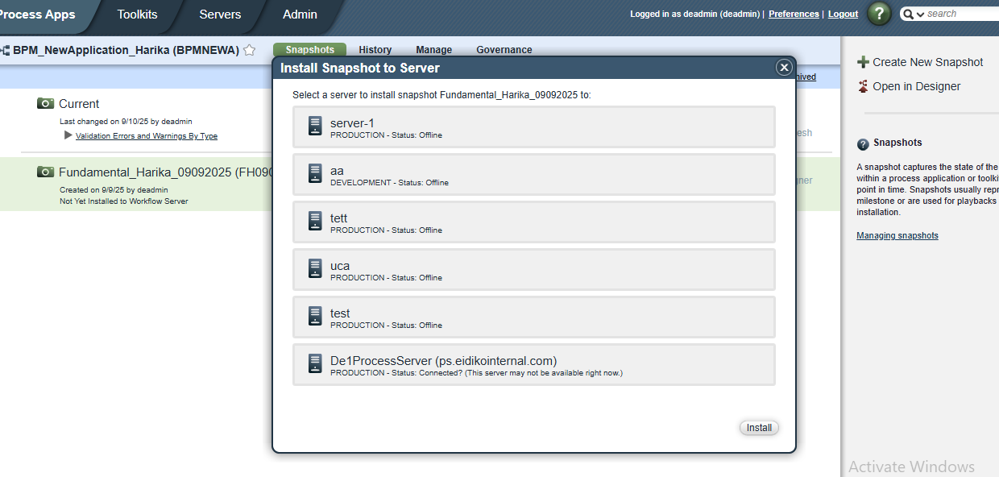 Process Apps
Toolkits
Servers
Admin
Logged in as deadmin (deadmin) | Preferences | Logout
?
search
BPM_NewApplication_Harika (BPMNEWA)
Snapshots
History
Manage
Governance
Install Snapshot to Server
Select a server to install snapshot Fundamental_Harika_09092025 to:
server-1
PRODUCTION - Status: Offline
aa
DEVELOPMENT - Status: Offline
tett
PRODUCTION - Status: Offline
uca
PRODUCTION - Status: Offline
test
PRODUCTION - Status: Offline
De1ProcessServer (ps.eidikointernal.com)
PRODUCTION - Status: Connected? (This server may not be available right now.)
Install
Current
Last changed on 9/10/25 by deadmin
Validation Errors and Warnings By Type
Fundamental_Harika_09092025 (FH090
Created on 9/9/25 by deadmin
Not Yet Installed to Workflow Server
hived
esh
ner
Create New Snapshot
Open in Designer
? Snapshots
A snapshot captures the state of the
within a process application or toolki
point in time. Snapshots usually repr
milestone or are used for playbacks
installation.
Managing snapshots
Activate Windows